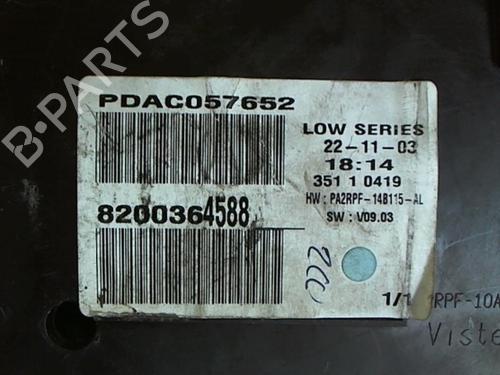 B-PARTS
PDAC057652
LOW SERIES
22-11-03
18:14
351 1 0419
HW : PA2RPF-14B115-AL
SW : V09.03
8200364588
200
1/1
RPF-10A
Viste